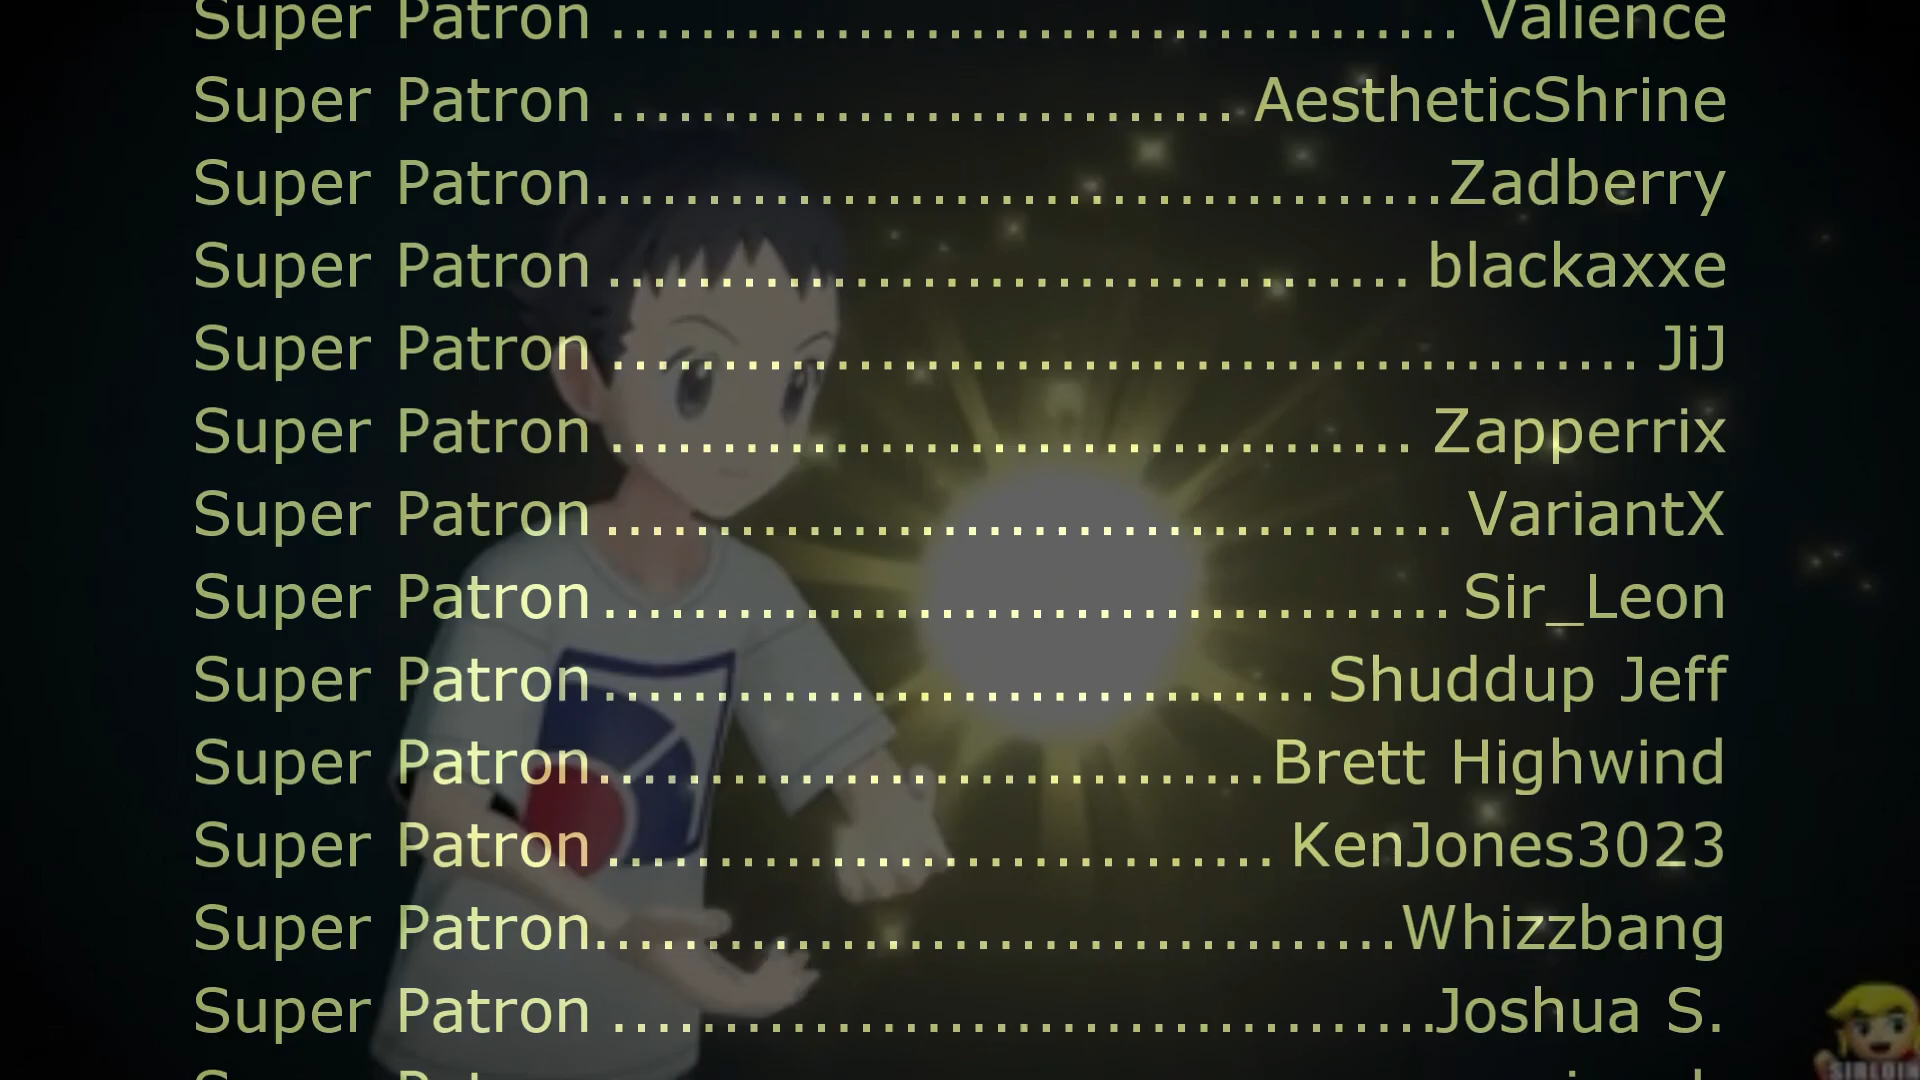 Super Patron ...................................... Valience
Super Patron ............................ AestheticShrine
Super Patron......................................Zadberry
Super Patron .................................... blackaxxe
Super Patron .............................................. JiJ
Super Patron .................................... Zapperrix
Super Patron ...................................... VariantX
Super Patron ...................................... Sir_Leon
Super Patron ................................ Shuddup Jeff
Super Patron..............................Brett Highwind
Super Patron .............................. KenJones3023
Super Patron....................................Whizzbang
Super Patron .....................................Joshua S.